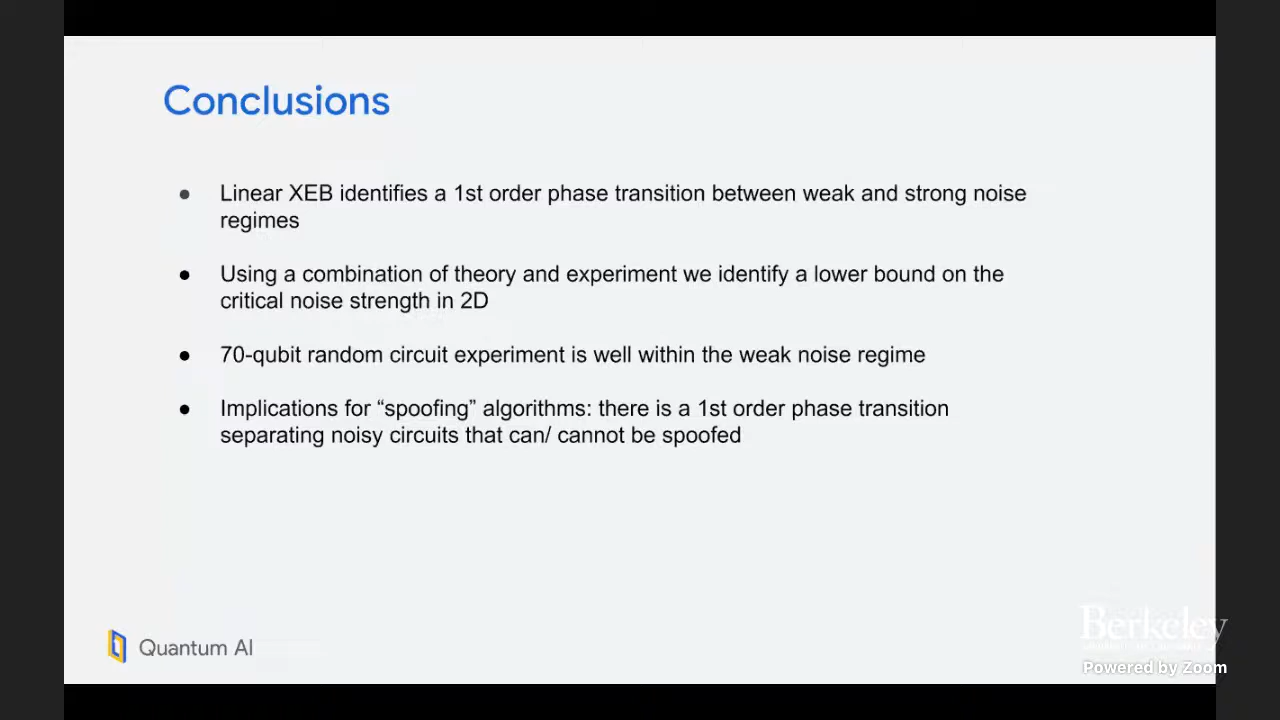 Conclusions
● Linear XEB identifies a 1st order phase transition between weak and strong noise
regimes
● Using a combination of theory and experiment we identify a lower bound on the
critical noise strength in 2D
● 70-qubit random circuit experiment is well within the weak noise regime
● Implications for “spoofing” algorithms: there is a 1st order phase transition
separating noisy circuits that can/ cannot be spoofed
Quantum AI
Berkeley
Powered by Zoom